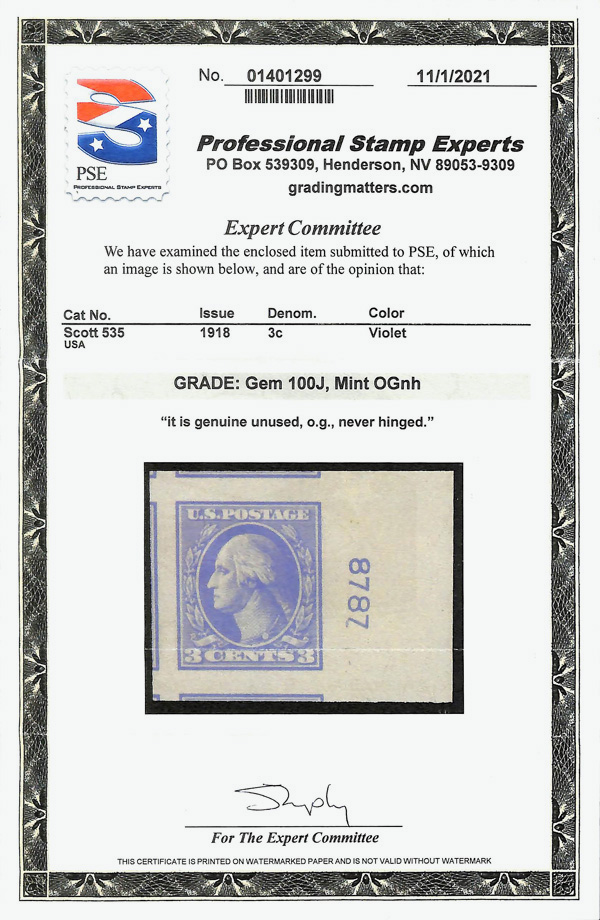 No. 01401299 11/1/2021
PSE
PROFESSIONAL STAMP EXPERTS
Professional Stamp Experts
PO Box 539309, Henderson, NV 89053-9309
gradingmatters.com
Expert Committee
We have examined the enclosed item submitted to PSE, of which
an image is shown below, and are of the opinion that:
Cat No. Issue Denom. Color
Scott 535 1918 3c Violet
USA
GRADE: Gem 100J, Mint OGnh
“it is genuine unused, o.g., never hinged.”
U.S.POSTAGE
8787
3 CENTS 3
For The Expert Committee
THIS CERTIFICATE IS PRINTED ON WATERMARKED PAPER AND IS NOT VALID WITHOUT WATERMARK